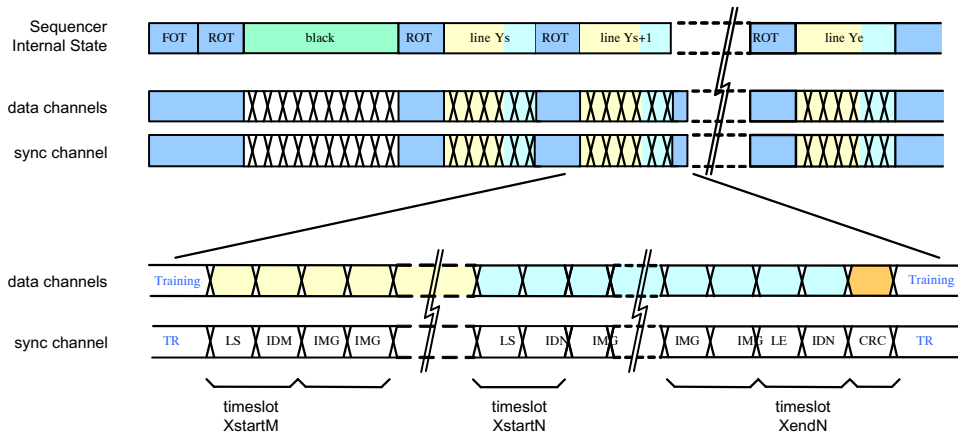 Sequencer
Internal State
FOT ROT black ROT line Ys ROT line Ys+1 ROT line Ye
data channels
sync channel
data channels
Training Training
sync channel
TR LS IDM IMG IMG LS IDN IMG IMG IMG LE IDN CRC TR
timeslot
XstartM
timeslot
XstartN
timeslot
XendN